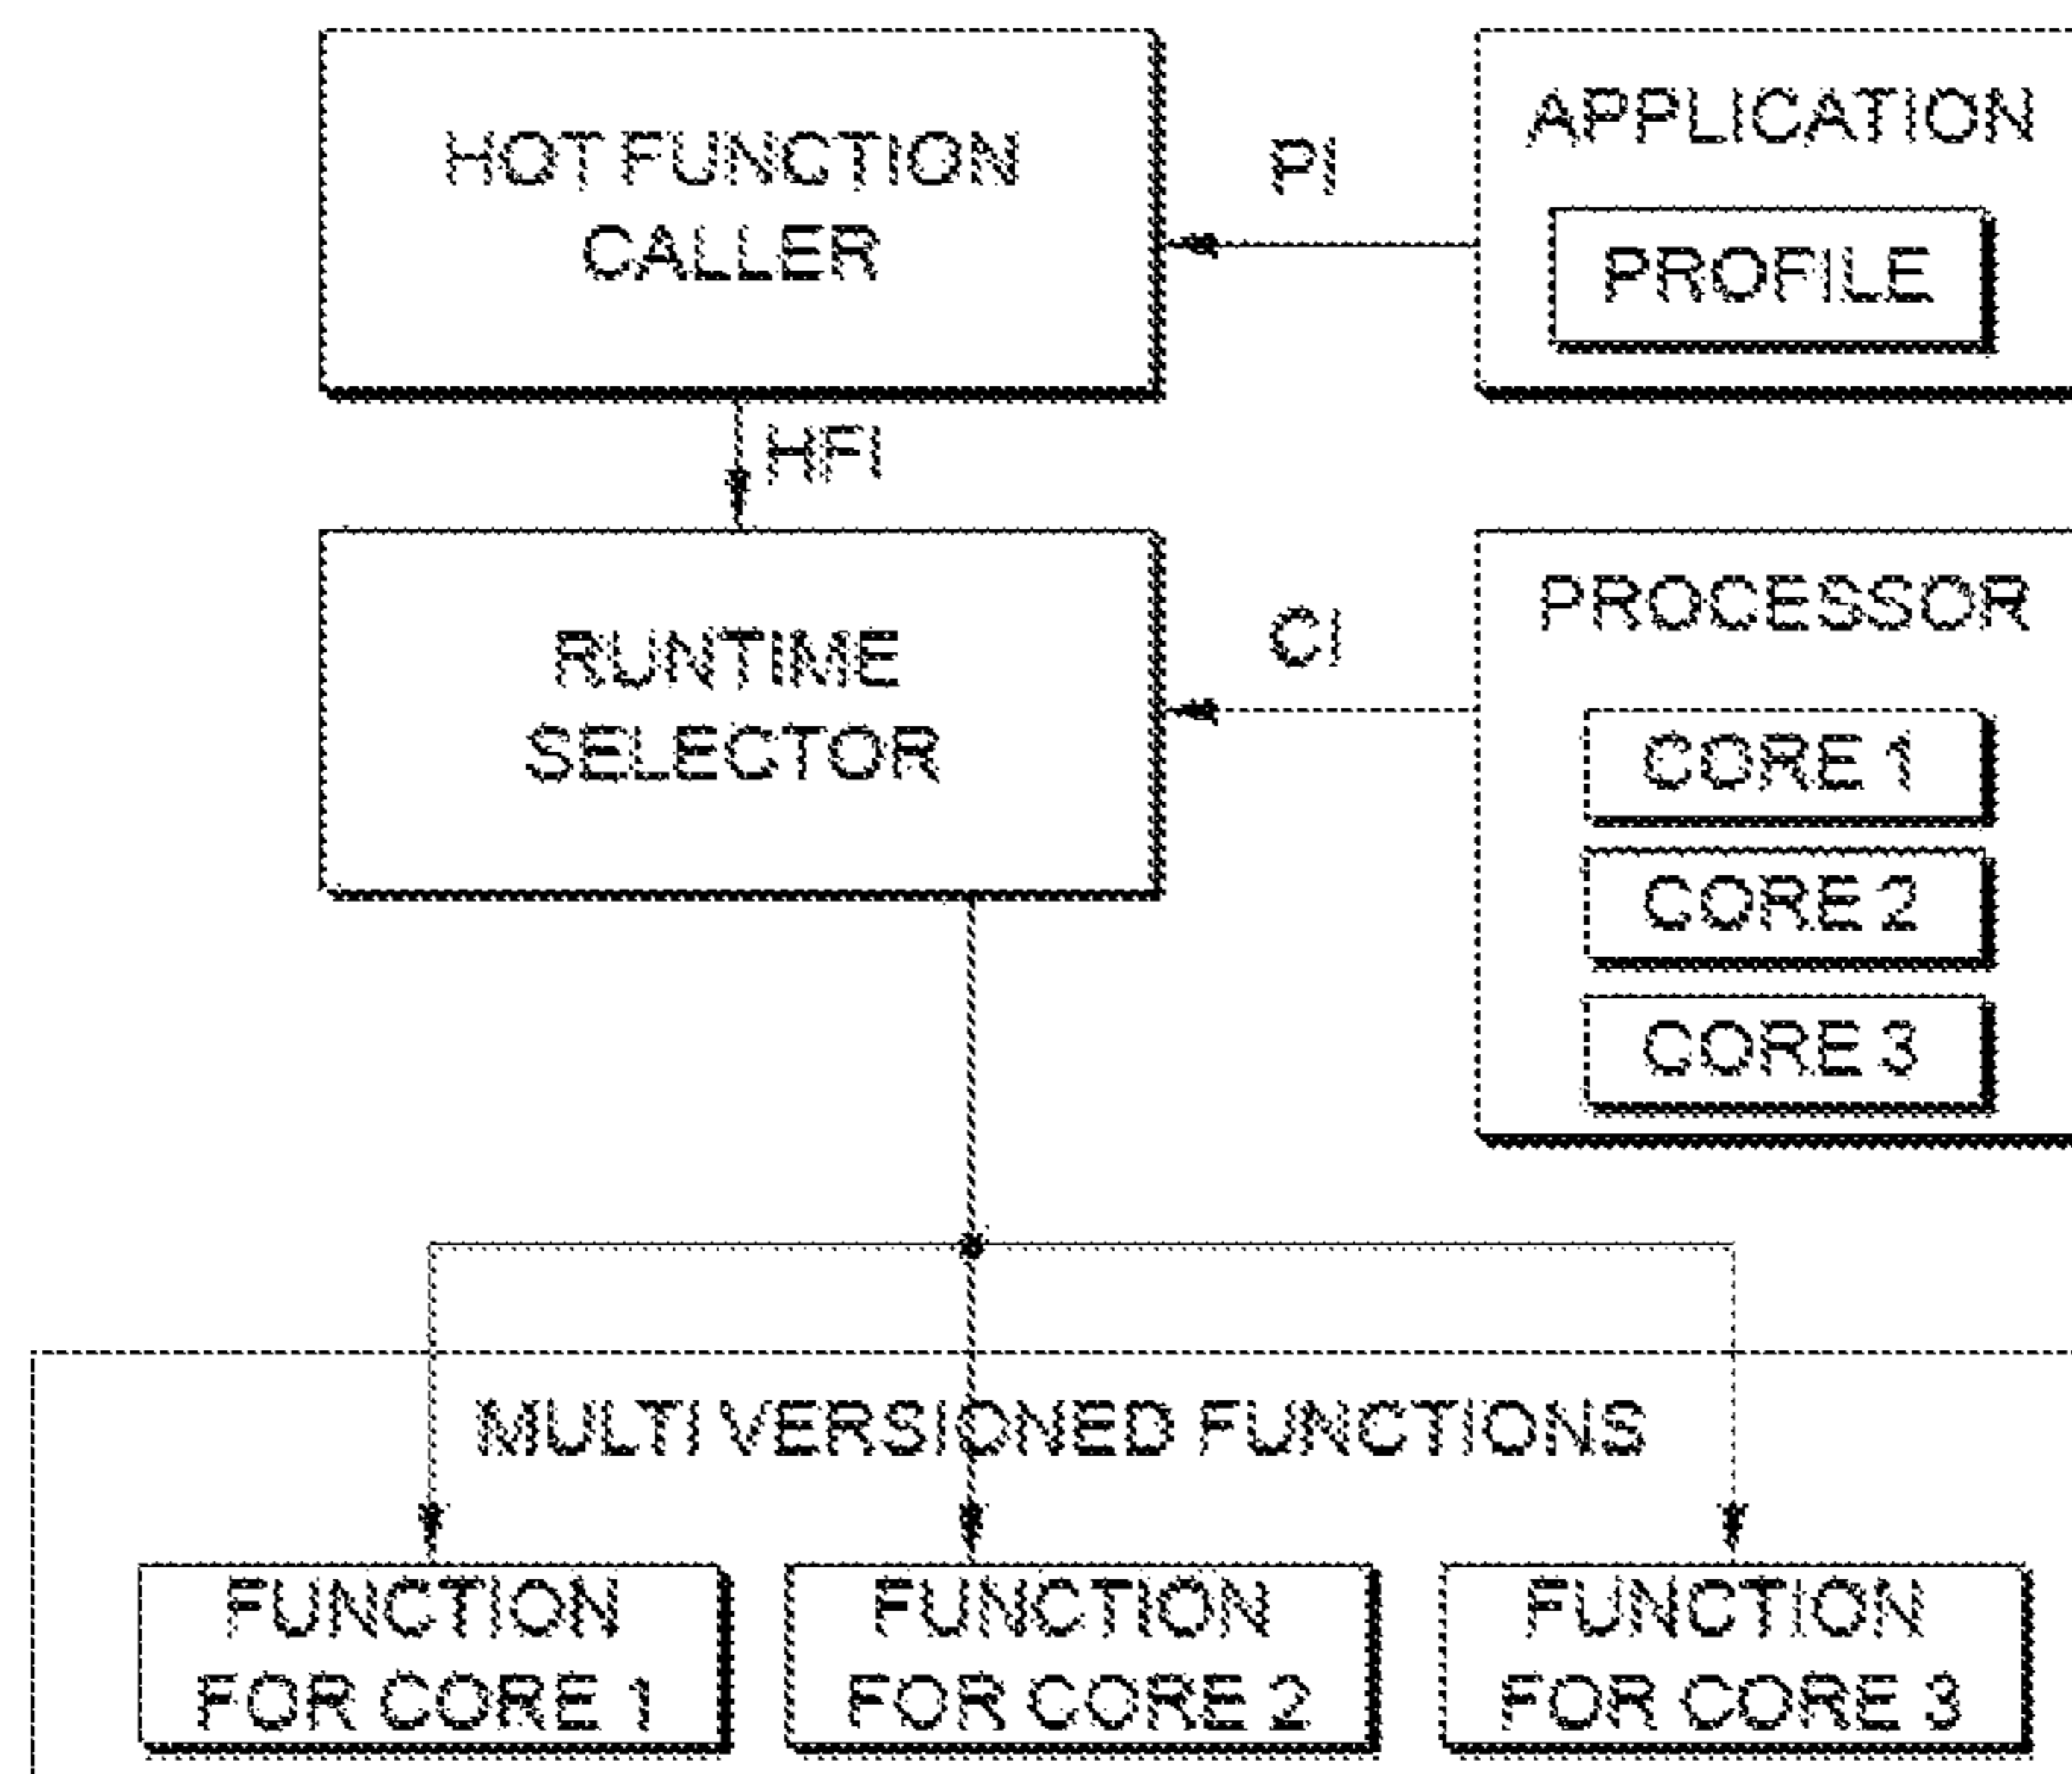 HOT FUNCTION
CALLER
PI
APPLICATION
PROFILE
HFI
RUNTIME
SELECTOR
CI
PROCESSOR
CORE 1
CORE 2
CORE 3
MULTI VERSIONED FUNCTIONS
FUNCTION
FOR CORE 1
FUNCTION
FOR CORE 2
FUNCTION
FOR CORE 3